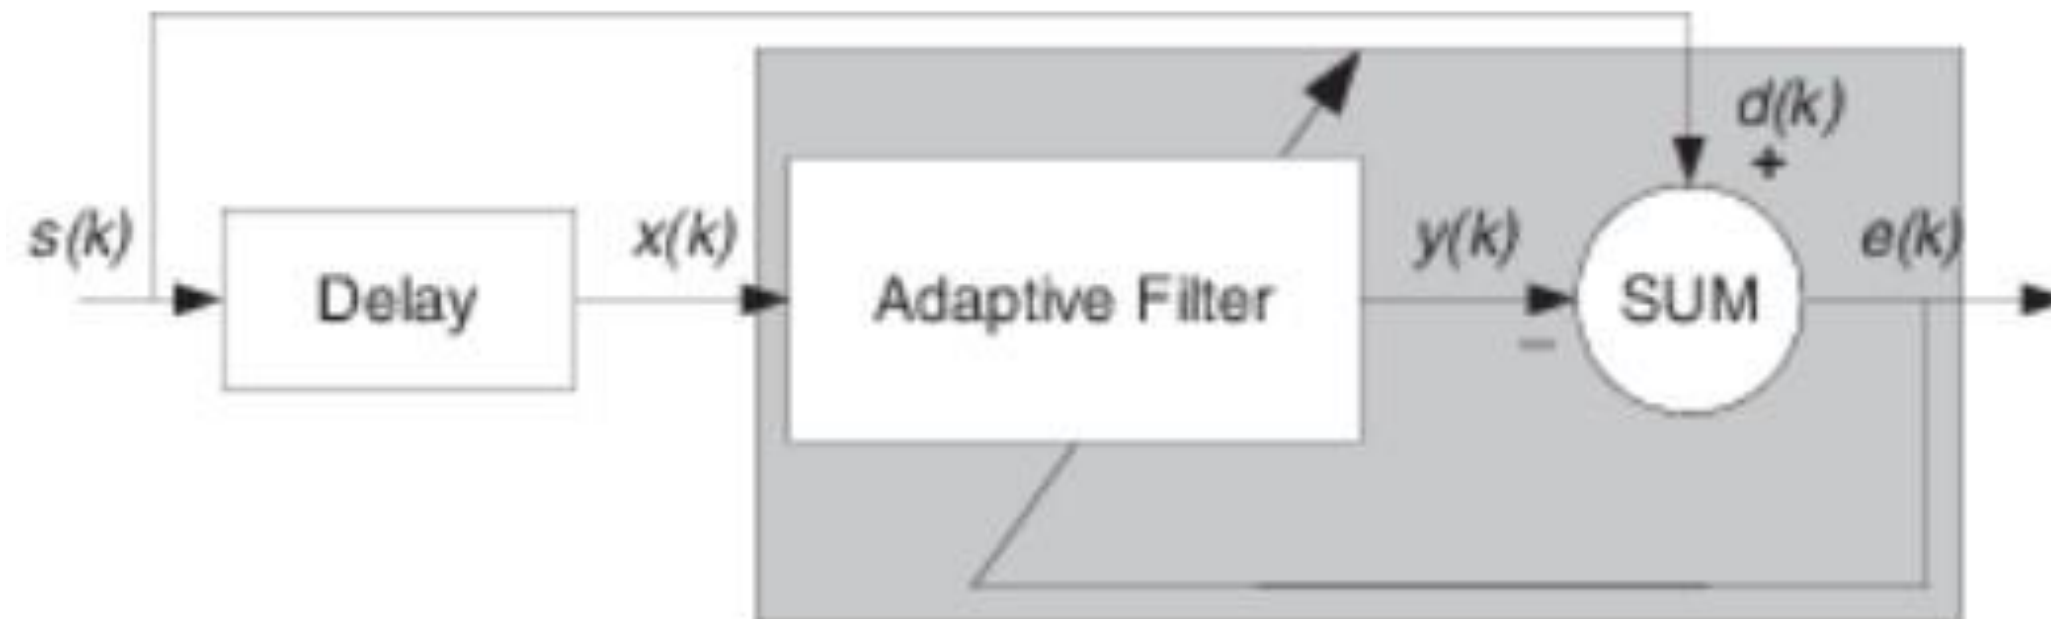 d(k)
+
s(k)
Delay
x(k)
Adaptive Filter
y(k)
−
SUM
e(k)